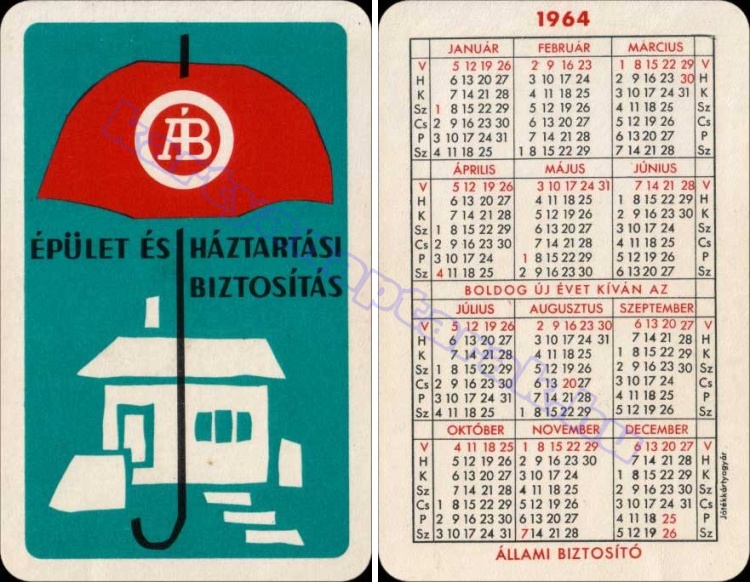 ÁB
ÉPÜLET ÉS HÁZTARTÁSI
BIZTOSÍTÁS
1964
JANUÁR FEBRUÁR MÁRCIUS
V 5 12 19 26 2 9 16 23 1 8 15 22 29 V
H 6 13 20 27 3 10 17 24 2 9 16 23 30 H
K 7 14 21 28 4 11 18 25 3 10 17 24 31 K
Sz 1 8 15 22 29 5 12 19 26 4 11 18 25 Sz
Cs 2 9 16 23 30 6 13 20 27 5 12 19 26 Cs
P 3 10 17 24 31 7 14 21 28 6 13 20 27 P
Sz 4 11 18 25 1 8 15 22 29 7 14 21 28 Sz
ÁPRILIS MÁJUS JÚNIUS
V 5 12 19 26 3 10 17 24 31 7 14 21 28 V
H 6 13 20 27 4 11 18 25 1 8 15 22 29 H
K 7 14 21 28 5 12 19 26 2 9 16 23 30 K
Sz 1 8 15 22 29 6 13 20 27 3 10 17 24 Sz
Cs 2 9 16 23 30 7 14 21 28 4 11 18 25 Cs
P 3 10 17 24 1 8 15 22 29 5 12 19 26 P
Sz 4 11 18 25 2 9 16 23 30 6 13 20 27 Sz
BOLDOG ÚJ ÉVET KÍVÁN AZ
JÚLIUS AUGUSZTUS SZEPTEMBER
V 5 12 19 26 2 9 16 23 30 6 13 20 27 V
H 6 13 20 27 3 10 17 24 31 7 14 21 28 H
K 7 14 21 28 4 11 18 25 1 8 15 22 29 K
Sz 1 8 15 22 29 5 12 19 26 2 9 16 23 30 Sz
Cs 2 9 16 23 30 6 13 20 27 3 10 17 24 Cs
P 3 10 17 24 31 7 14 21 28 4 11 18 25 P
Sz 4 11 18 25 1 8 15 22 29 5 12 19 26 Sz
OKTÓBER NOVEMBER DECEMBER
V 4 11 18 25 1 8 15 22 29 6 13 20 27 V
H 5 12 19 26 2 9 16 23 30 7 14 21 28 H
K 6 13 20 27 3 10 17 24 1 8 15 22 29 K
Sz 7 14 21 28 4 11 18 25 2 9 16 23 30 Sz
Cs 1 8 15 22 29 5 12 19 26 3 10 17 24 31 Cs
P 2 9 16 23 30 6 13 20 27 4 11 18 25 P
Sz 3 10 17 24 31 7 14 21 28 5 12 19 26 Sz
Játékkártyagyár
ÁLLAMI BIZTOSÍTÓ